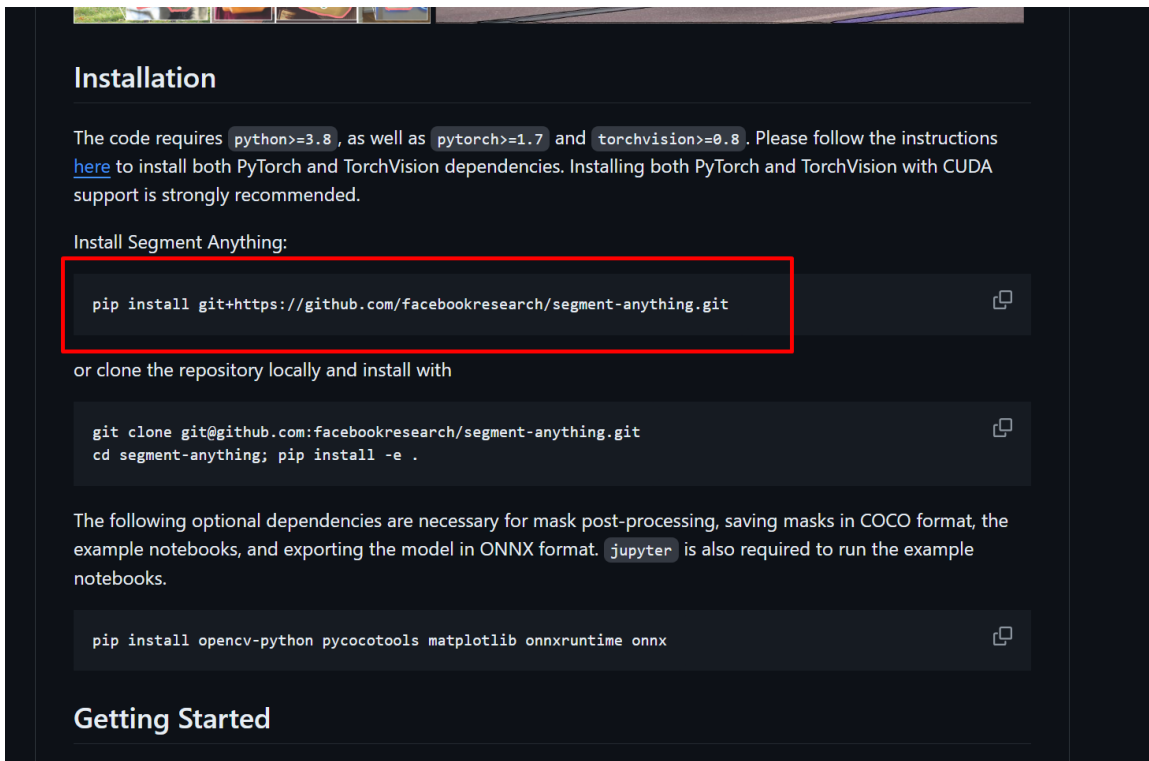 Installation
The code requires python>=3.8, as well as pytorch>=1.7 and torchvision>=0.8. Please follow the instructions
here to install both PyTorch and TorchVision dependencies. Installing both PyTorch and TorchVision with CUDA
support is strongly recommended.
Install Segment Anything:
pip install git+https://github.com/facebookresearch/segment-anything.git
or clone the repository locally and install with
git clone git@github.com:facebookresearch/segment-anything.git
cd segment-anything; pip install -e .
The following optional dependencies are necessary for mask post-processing, saving masks in COCO format, the
example notebooks, and exporting the model in ONNX format. jupyter is also required to run the example
notebooks.
pip install opencv-python pycocotools matplotlib onnxruntime onnx
Getting Started